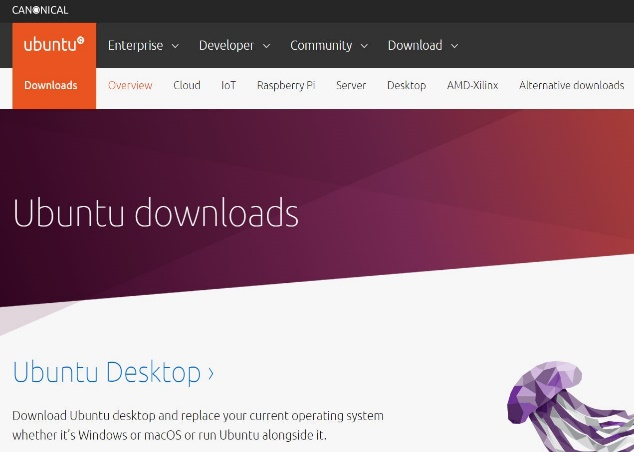 CANONICAL
ubuntu
Enterprise Developer Community Download
Downloads Overview Cloud IoT Raspberry Pi Server Desktop AMD-Xilinx Alternative downloads
Ubuntu downloads
Ubuntu Desktop ›
Download Ubuntu desktop and replace your current operating system
whether it's Windows or macOS or run Ubuntu alongside it.